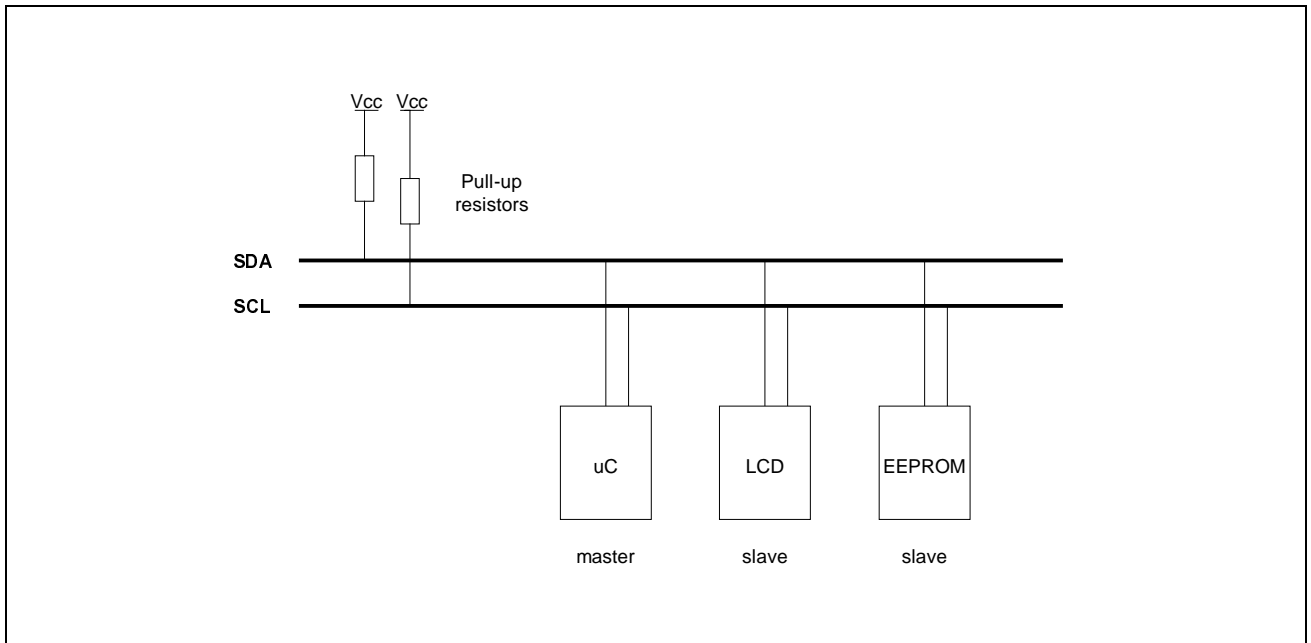 Vcc Vcc
Pull-up
resistors
SDA
SCL
uC LCD EEPROM
master slave slave